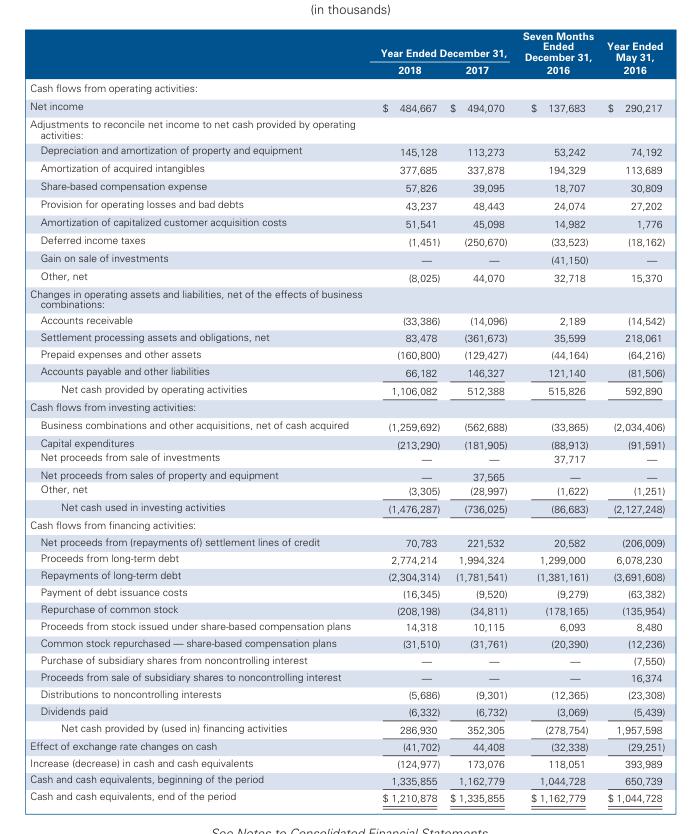 (in thousands)
Year Ended December 31, Seven Months Ended December 31, Year Ended May 31,
2018 2017 2016 2016
Cash flows from operating activities:
Net income $ 484,667 $ 494,070 $ 137,683 $ 290,217
Adjustments to reconcile net income to net cash provided by operating
activities:
Depreciation and amortization of property and equipment 145,128 113,273 53,242 74,192
Amortization of acquired intangibles 377,685 337,878 194,329 113,689
Share-based compensation expense 57,826 39,095 18,707 30,809
Provision for operating losses and bad debts 43,237 48,443 24,074 27,202
Amortization of capitalized customer acquisition costs 51,541 45,098 14,982 1,776
Deferred income taxes (1,451) (250,670) (33,523) (18,162)
Gain on sale of investments — — (41,150) —
Other, net (8,025) 44,070 32,718 15,370
Changes in operating assets and liabilities, net of the effects of business
combinations:
Accounts receivable (33,386) (14,096) 2,189 (14,542)
Settlement processing assets and obligations, net 83,478 (361,673) 35,599 218,061
Prepaid expenses and other assets (160,800) (129,427) (44,164) (64,216)
Accounts payable and other liabilities 66,182 146,327 121,140 (81,506)
Net cash provided by operating activities 1,106,082 512,388 515,826 592,890
Cash flows from investing activities:
Business combinations and other acquisitions, net of cash acquired (1,259,692) (562,688) (33,865) (2,034,406)
Capital expenditures (213,290) (181,905) (88,913) (91,591)
Net proceeds from sale of investments — — 37,717 —
Net proceeds from sales of property and equipment — 37,565 — —
Other, net (3,305) (28,997) (1,622) (1,251)
Net cash used in investing activities (1,476,287) (736,025) (86,683) (2,127,248)
Cash flows from financing activities:
Net proceeds from (repayments of) settlement lines of credit 70,783 221,532 20,582 (206,009)
Proceeds from long-term debt 2,774,214 1,994,324 1,299,000 6,078,230
Repayments of long-term debt (2,304,314) (1,781,541) (1,381,161) (3,691,608)
Payment of debt issuance costs (16,345) (9,520) (9,279) (63,382)
Repurchase of common stock (208,198) (34,811) (178,165) (135,954)
Proceeds from stock issued under share-based compensation plans 14,318 10,115 6,093 8,480
Common stock repurchased — share-based compensation plans (31,510) (31,761) (20,390) (12,236)
Purchase of subsidiary shares from noncontrolling interest — — — (7,550)
Proceeds from sale of subsidiary shares to noncontrolling interest — — — 16,374
Distributions to noncontrolling interests (5,686) (9,301) (12,365) (23,308)
Dividends paid (6,332) (6,732) (3,069) (5,439)
Net cash provided by (used in) financing activities 286,930 352,305 (278,754) 1,957,598
Effect of exchange rate changes on cash (41,702) 44,408 (32,338) (29,251)
Increase (decrease) in cash and cash equivalents (124,977) 173,076 118,051 393,989
Cash and cash equivalents, beginning of the period 1,335,855 1,162,779 1,044,728 650,739
Cash and cash equivalents, end of the period $ 1,210,878 $ 1,335,855 $ 1,162,779 $ 1,044,728
See Notes to Consolidated Financial Statements